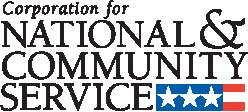 Corporation for
NATIONAL &
COMMUNITY
SERVICE